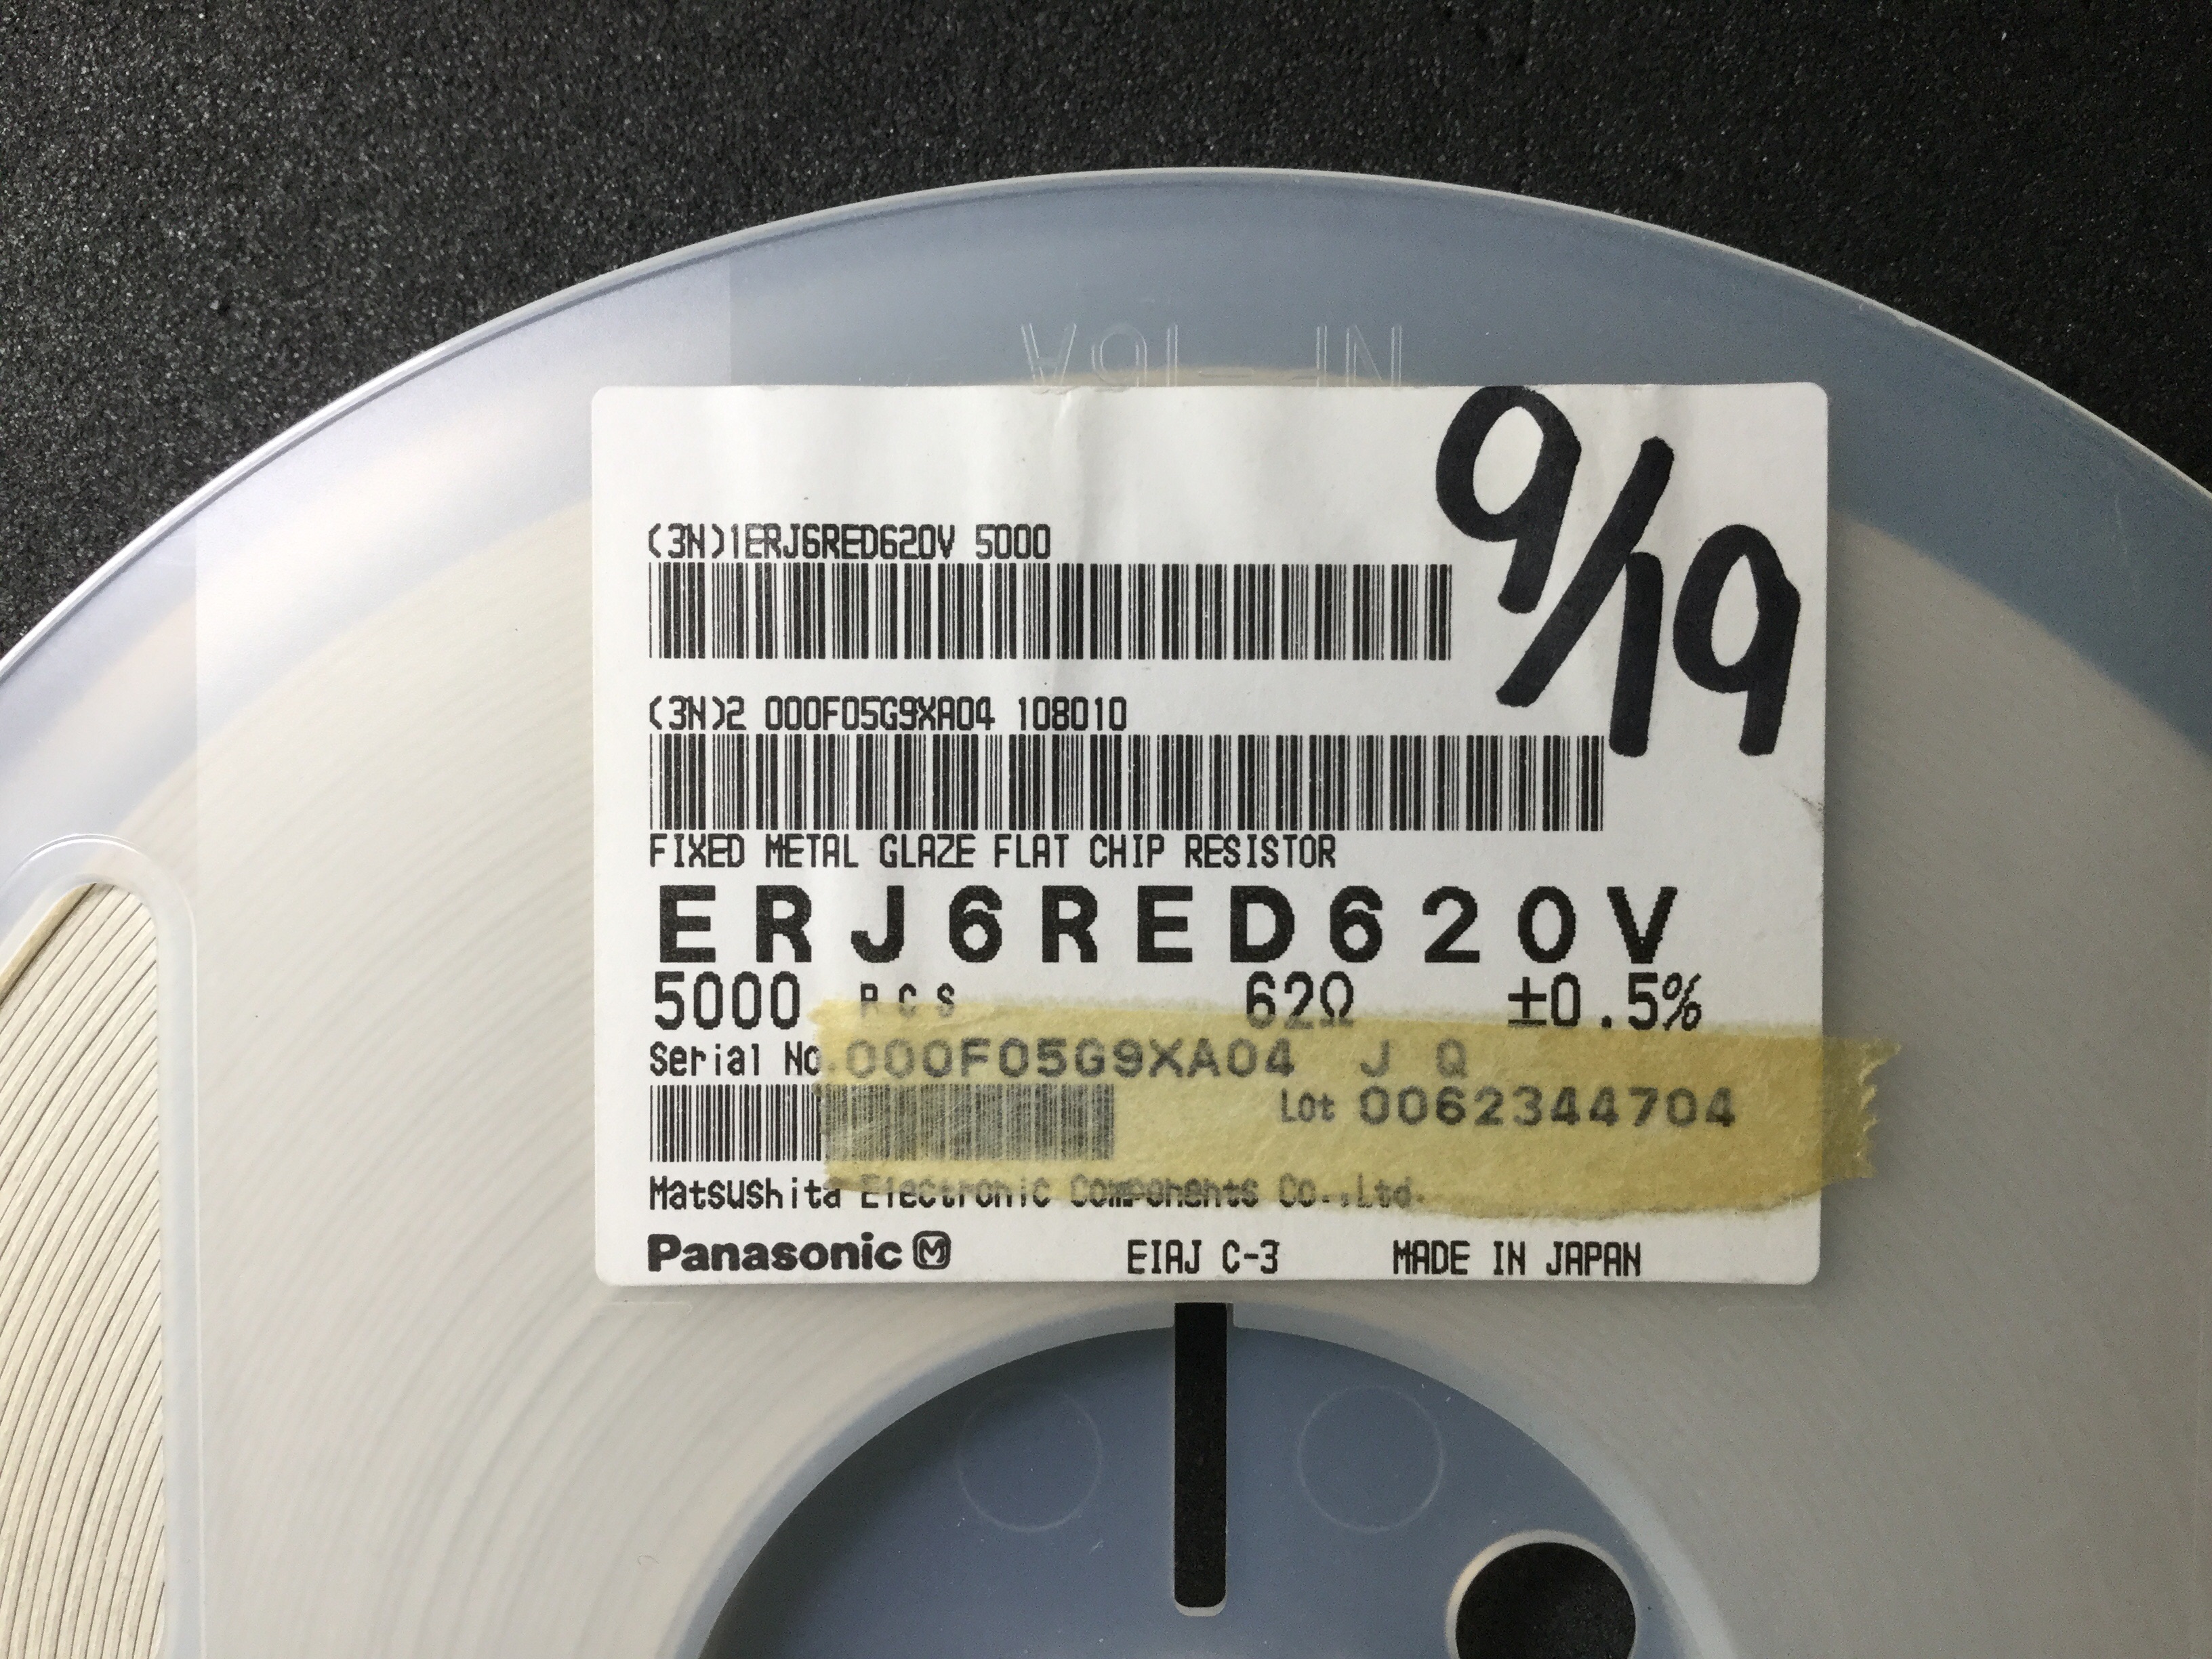 9/19
(3N)1ERJ6RED620V 5000
(3N)2 000F05G9XA04 108010
FIXED METAL GLAZE FLAT CHIP RESISTOR
ERJ6RED620V
5000 PCS 62Ω ±0.5%
Serial No.000F05G9XA04 J Q
Lot 0062344704
Matsushita Electronic Components Co.,Ltd.
Panasonic M EIAJ C-3 MADE IN JAPAN